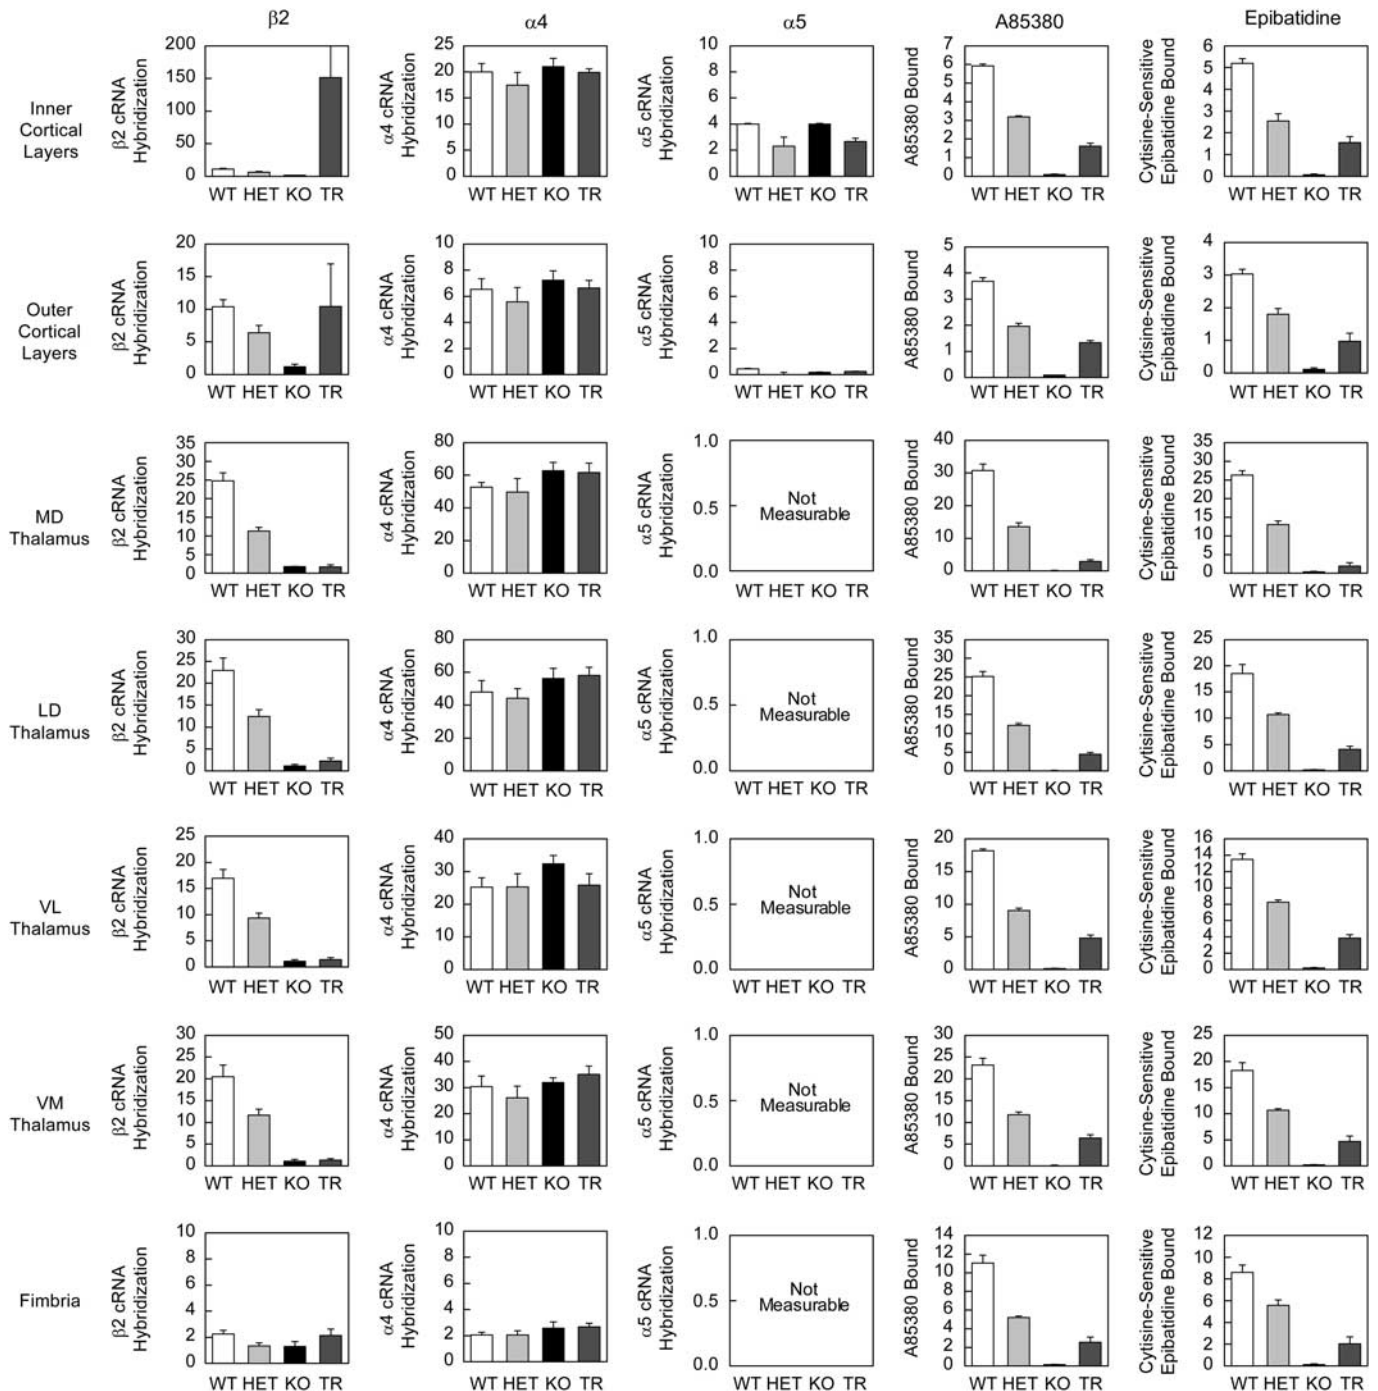 β2 α4 α5 A85380 Epibatidine
Inner
Cortical
Layers
β2 cRNA
Hybridization
200
150
100
50
0
WT HET KO TR
α4 cRNA
Hybridization
25
20
15
10
5
0
WT HET KO TR
α5 cRNA
Hybridization
10
8
6
4
2
0
WT HET KO TR
A85380 Bound
7
6
5
4
3
2
1
0
WT HET KO TR
Cytisine-Sensitive
Epibatidine Bound
6
5
4
3
2
1
0
WT HET KO TR
Outer
Cortical
Layers
β2 cRNA
Hybridization
20
15
10
5
0
WT HET KO TR
α4 cRNA
Hybridization
10
8
6
4
2
0
WT HET KO TR
α5 cRNA
Hybridization
10
8
6
4
2
0
WT HET KO TR
A85380 Bound
5
4
3
2
1
0
WT HET KO TR
Cytisine-Sensitive
Epibatidine Bound
4
3
2
1
0
WT HET KO TR
MD
Thalamus
β2 cRNA
Hybridization
35
30
25
20
15
10
5
0
WT HET KO TR
α4 cRNA
Hybridization
80
60
40
20
0
WT HET KO TR
α5 cRNA
Hybridization
1.0
0.5
0.0
Not
Measurable
WT HET KO TR
A85380 Bound
40
30
20
10
0
WT HET KO TR
Cytisine-Sensitive
Epibatidine Bound
35
30
25
20
15
10
5
0
WT HET KO TR
LD
Thalamus
β2 cRNA
Hybridization
30
25
20
15
10
5
0
WT HET KO TR
α4 cRNA
Hybridization
80
60
40
20
0
WT HET KO TR
α5 cRNA
Hybridization
1.0
0.5
0.0
Not
Measurable
WT HET KO TR
A85380 Bound
35
30
25
20
15
10
5
0
WT HET KO TR
Cytisine-Sensitive
Epibatidine Bound
25
20
15
10
5
0
WT HET KO TR
VL
Thalamus
β2 cRNA
Hybridization
25
20
15
10
5
0
WT HET KO TR
α4 cRNA
Hybridization
40
30
20
10
0
WT HET KO TR
α5 cRNA
Hybridization
1.0
0.5
0.0
Not
Measurable
WT HET KO TR
A85380 Bound
20
15
10
5
0
WT HET KO TR
Cytisine-Sensitive
Epibatidine Bound
16
14
12
10
8
6
4
2
0
WT HET KO TR
VM
Thalamus
β2 cRNA
Hybridization
30
25
20
15
10
5
0
WT HET KO TR
α4 cRNA
Hybridization
50
40
30
20
10
0
WT HET KO TR
α5 cRNA
Hybridization
1.0
0.5
0.0
Not
Measurable
WT HET KO TR
A85380 Bound
30
25
20
15
10
5
0
WT HET KO TR
Cytisine-Sensitive
Epibatidine Bound
25
20
15
10
5
0
WT HET KO TR
Fimbria
β2 cRNA
Hybridization
10
8
6
4
2
0
WT HET KO TR
α4 cRNA
Hybridization
10
8
6
4
2
0
WT HET KO TR
α5 cRNA
Hybridization
1.0
0.5
0.0
Not
Measurable
WT HET KO TR
A85380 Bound
14
12
10
8
6
4
2
0
WT HET KO TR
Cytisine-Sensitive
Epibatidine Bound
12
10
8
6
4
2
0
WT HET KO TR